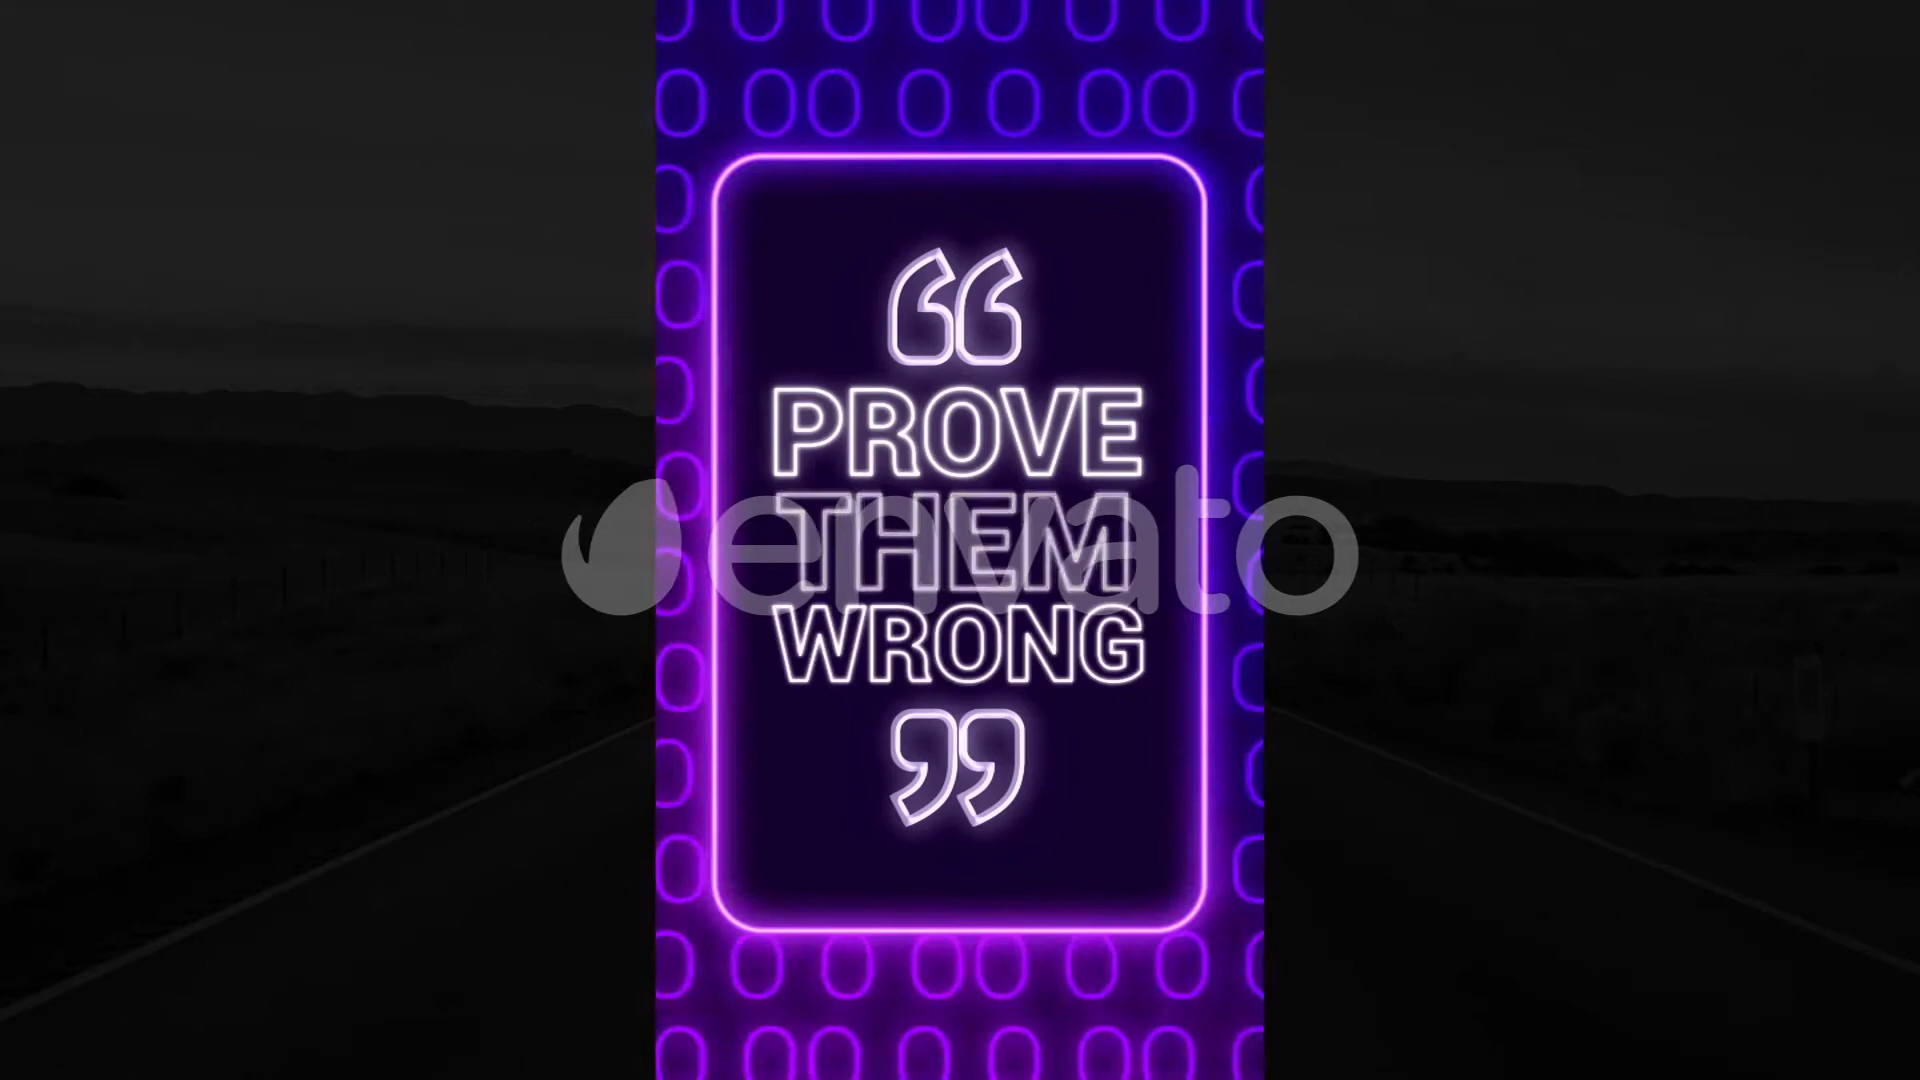 “
PROVE
THEM
WRONG
”
envato